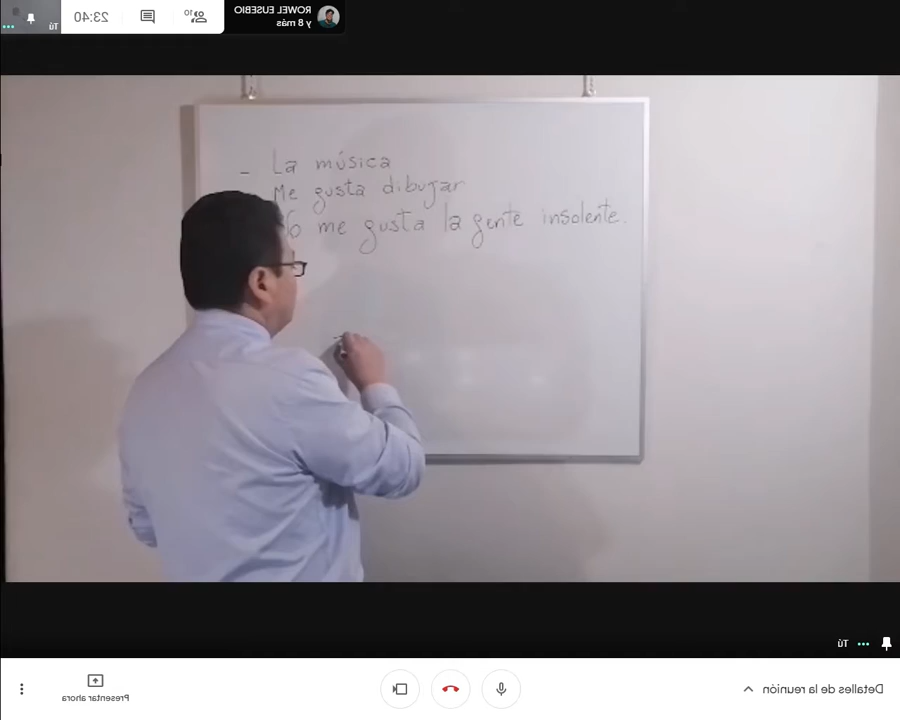 23:40
10
ROWEL EUSEBIO
y 8 más
Tú
- La música
Me gusta dibujar
No me gusta la gente insolente.
Tú
Presentar ahora
Detalles de la reunión